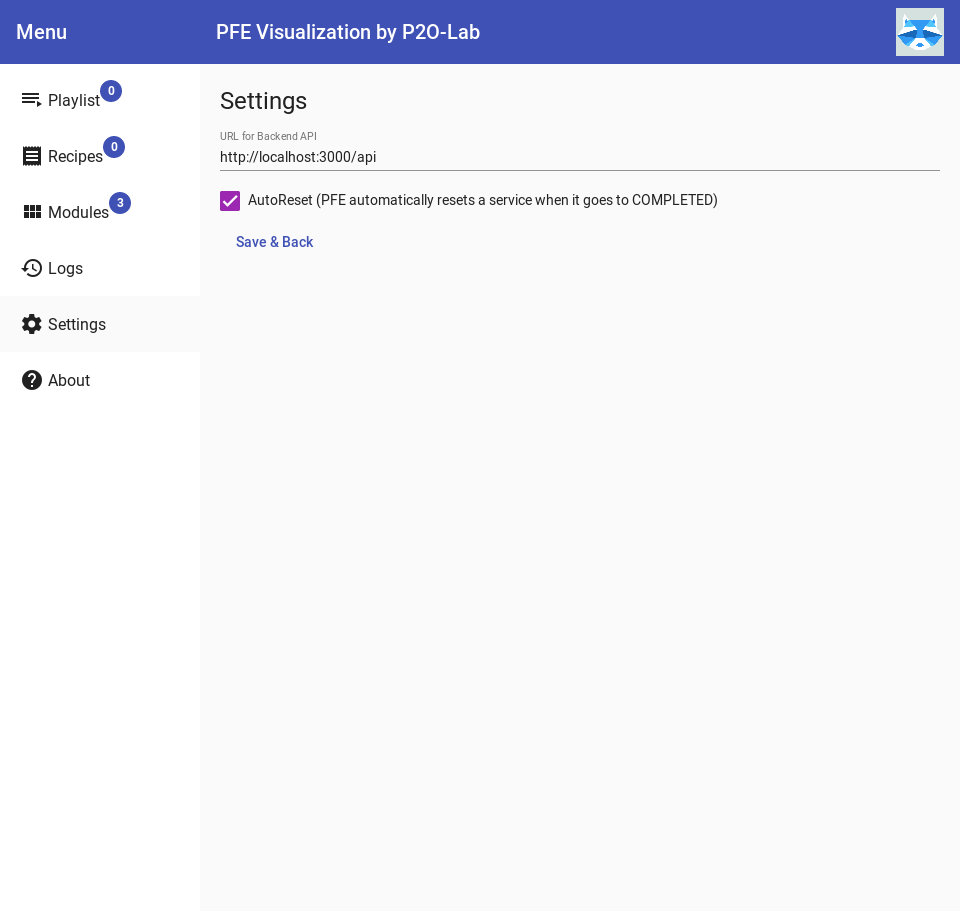 Menu
PFE Visualization by P2O-Lab
Playlist 0
Recipes 0
Modules 3
Logs
Settings
About
Settings
URL for Backend API
http://localhost:3000/api
AutoReset (PFE automatically resets a service when it goes to COMPLETED)
Save & Back